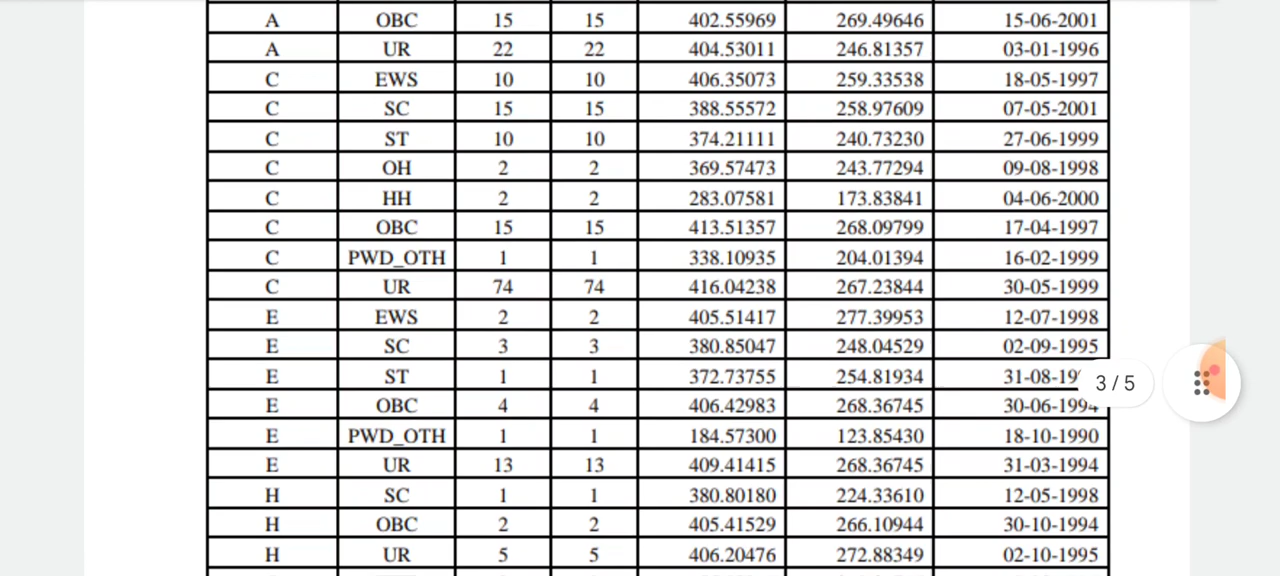 A OBC 15 15 402.55969 269.49646 15-06-2001
A UR 22 22 404.53011 246.81357 03-01-1996
C EWS 10 10 406.35073 259.33538 18-05-1997
C SC 15 15 388.55572 258.97609 07-05-2001
C ST 10 10 374.21111 240.73230 27-06-1999
C OH 2 2 369.57473 243.77294 09-08-1998
C HH 2 2 283.07581 173.83841 04-06-2000
C OBC 15 15 413.51357 268.09799 17-04-1997
C PWD_OTH 1 1 338.10935 204.01394 16-02-1999
C UR 74 74 416.04238 267.23844 30-05-1999
E EWS 2 2 405.51417 277.39953 12-07-1998
E SC 3 3 380.85047 248.04529 02-09-1995
E ST 1 1 372.73755 254.81934
3 / 5
E OBC 4 4 406.42983 268.36745 30-06-1994
E PWD_OTH 1 1 184.57300 123.85430 18-10-1990
E UR 13 13 409.41415 268.36745 31-03-1994
H SC 1 1 380.80180 224.33610 12-05-1998
H OBC 2 2 405.41529 266.10944 30-10-1994
H UR 5 5 406.20476 272.88349 02-10-1995